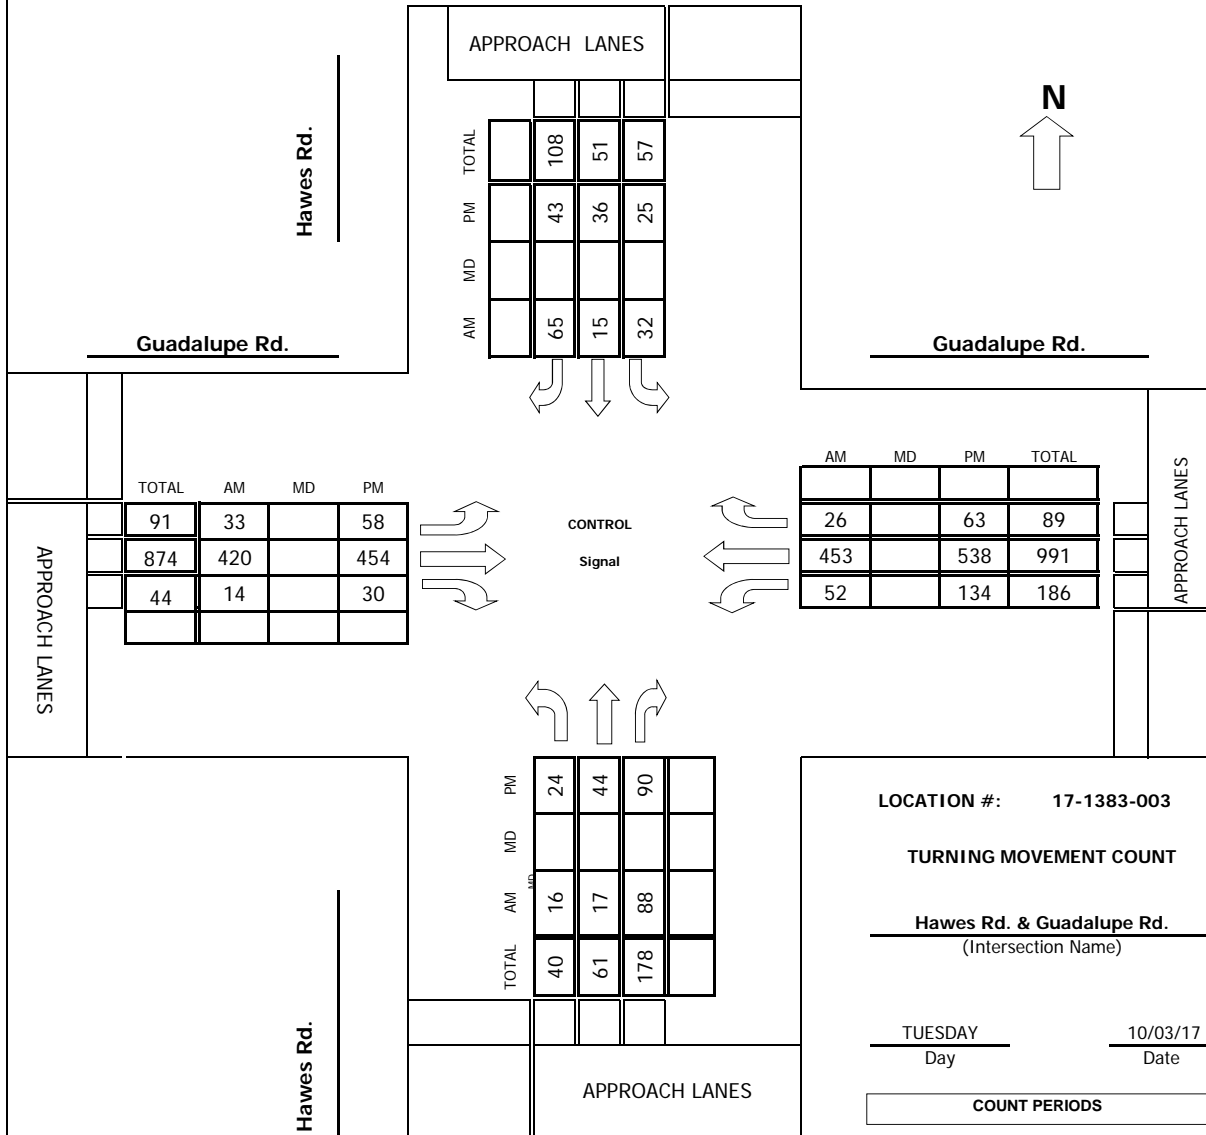 APPROACH LANES
N
Hawes Rd.
TOTAL 108 51 57
PM 43 36 25
MD
AM 65 15 32
Guadalupe Rd.
Guadalupe Rd.
TOTAL AM MD PM
91 33 58
874 420 454
44 14 30
APPROACH LANES
CONTROL
Signal
AM MD PM TOTAL
26 63 89
453 538 991
52 134 186
APPROACH LANES
PM 24 44 90
MD
MD
AM 16 17 88
TOTAL 40 61 178
APPROACH LANES
Hawes Rd.
LOCATION #: 17-1383-003
TURNING MOVEMENT COUNT
Hawes Rd. & Guadalupe Rd.
(Intersection Name)
TUESDAY 10/03/17
Day Date
COUNT PERIODS